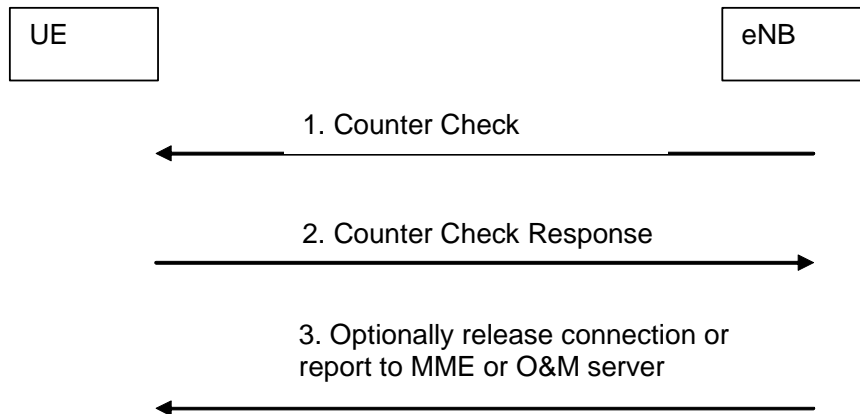 UE
eNB
1. Counter Check
2. Counter Check Response
3. Optionally release connection or
report to MME or O&M server